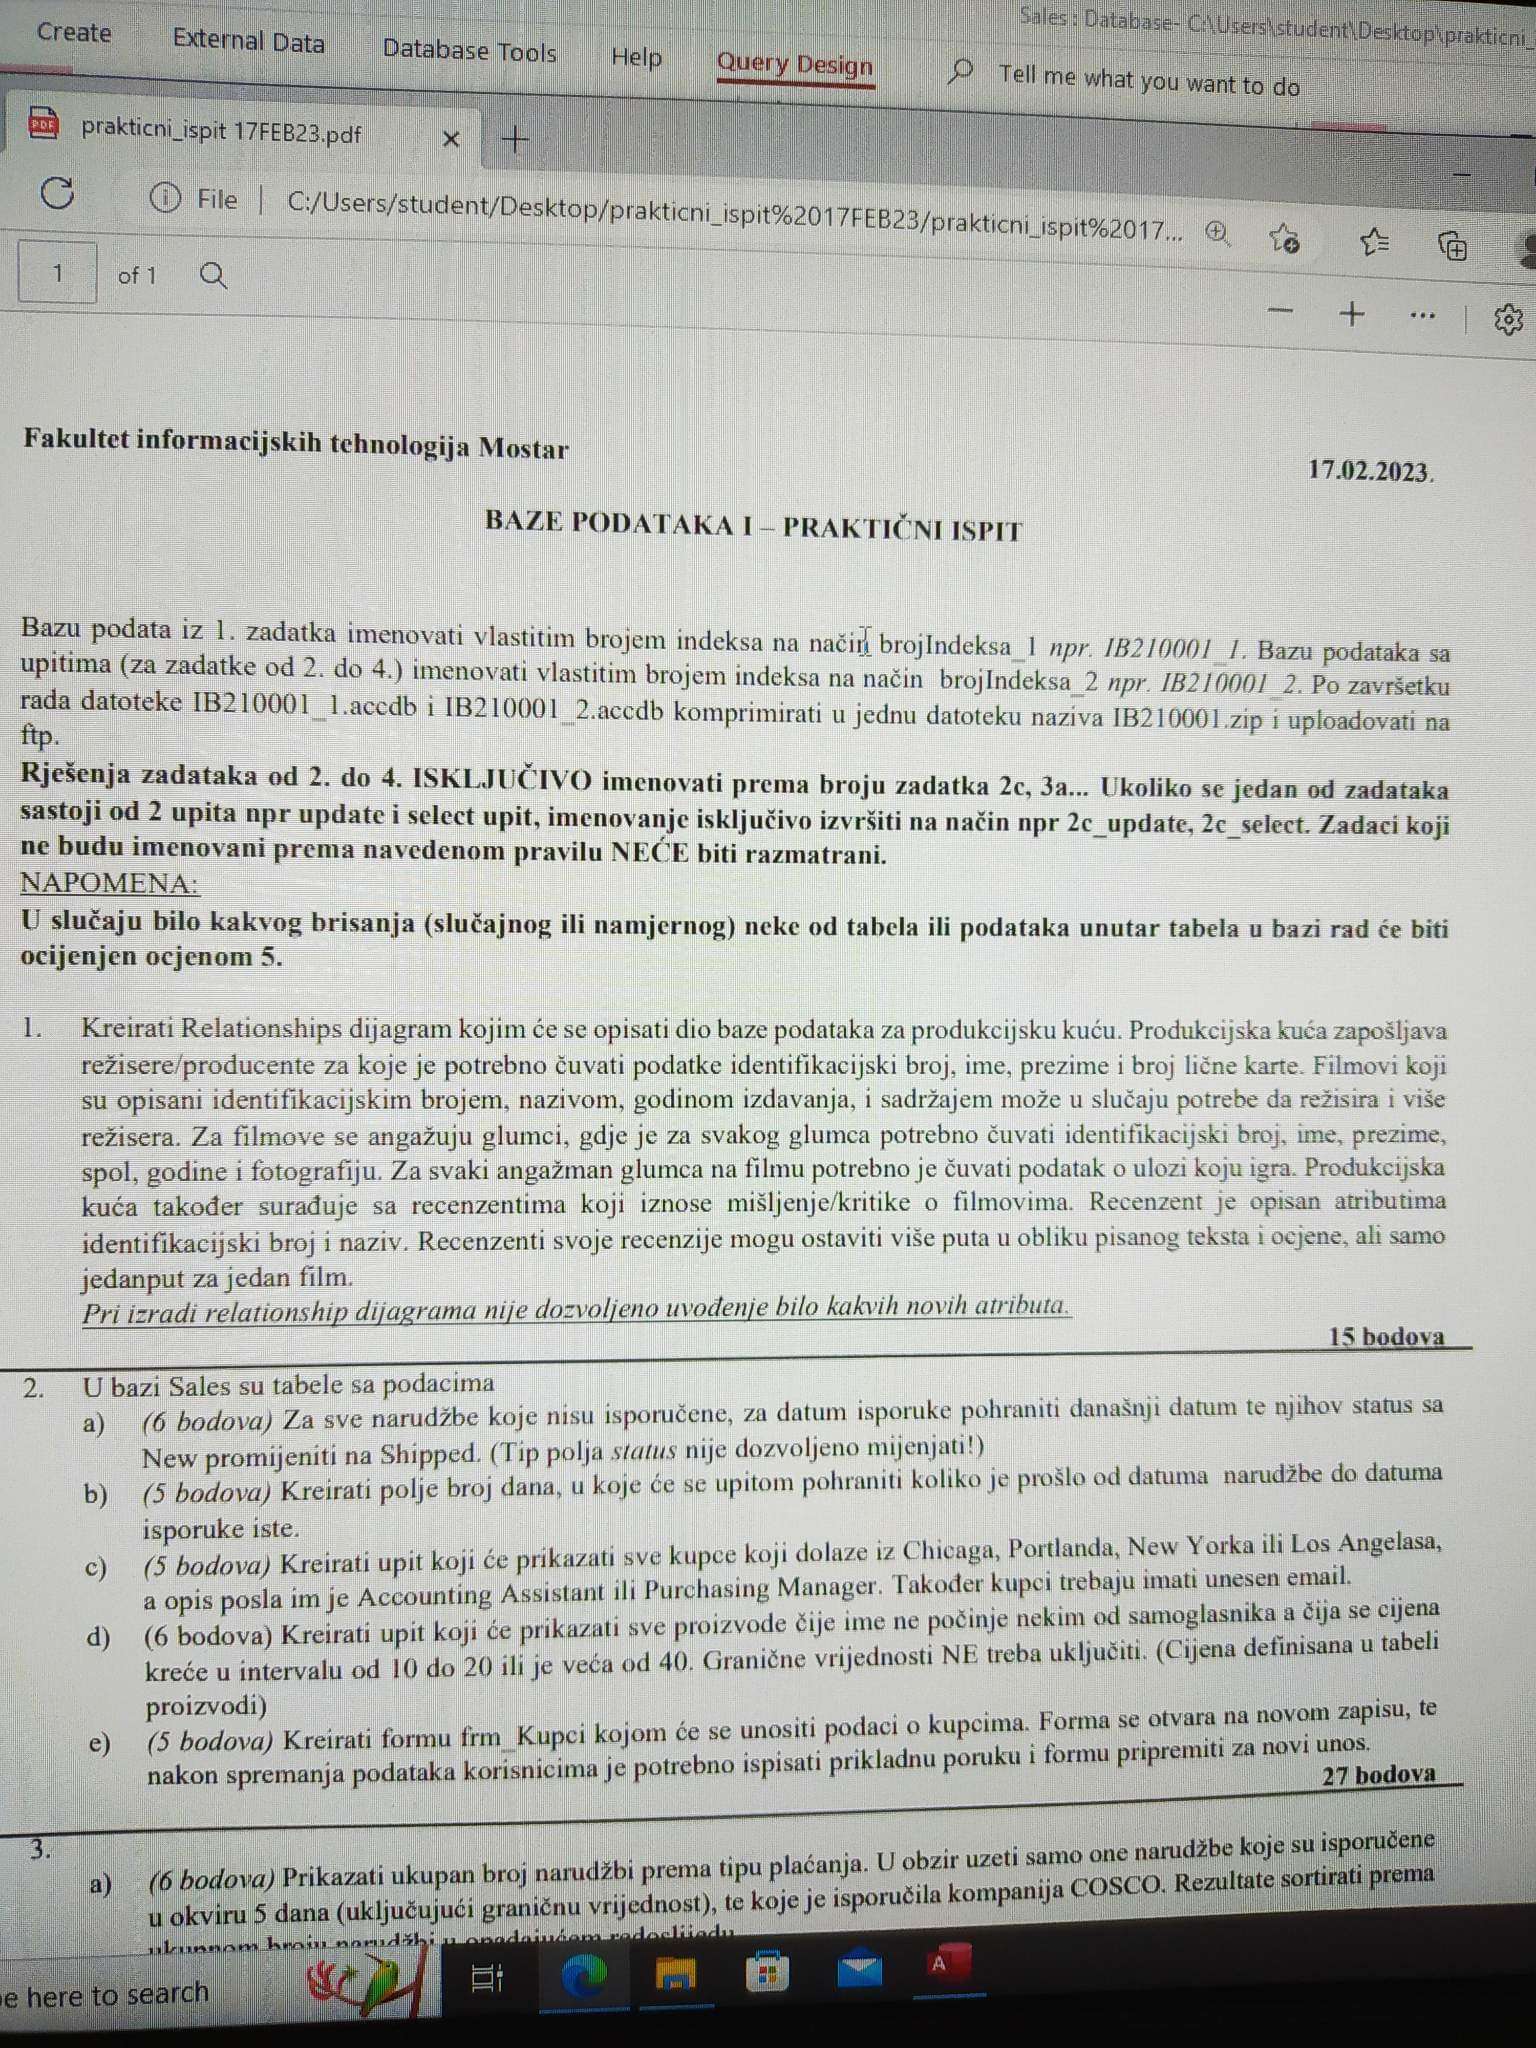 Sales : Database- C:\Users\student\Desktop\prakticni_
Create External Data Database Tools Help Query Design Tell me what you want to do
PDF prakticni_ispit 17FEB23.pdf
File C:/Users/student/Desktop/prakticni_ispit%2017FEB23/prakticni_ispit%2017...
1 of 1
Fakultet informacijskih tehnologija Mostar
17.02.2023.
BAZE PODATAKA I – PRAKTIČNI ISPIT
Bazu podata iz 1. zadatka imenovati vlastitim brojem indeksa na način brojIndeksa_1 npr. IB210001_1. Bazu podataka sa
upitima (za zadatke od 2. do 4.) imenovati vlastitim brojem indeksa na način brojIndeksa_2 npr. IB210001_2. Po završetku
rada datoteke IB210001_1.accdb i IB210001_2.accdb komprimirati u jednu datoteku naziva IB210001.zip i uploadovati na
ftp.
Rješenja zadataka od 2. do 4. ISKLJUČIVO imenovati prema broju zadatka 2c, 3a... Ukoliko se jedan od zadataka
sastoji od 2 upita npr update i select upit, imenovanje isključivo izvršiti na način npr 2c_update, 2c_select. Zadaci koji
ne budu imenovani prema navedenom pravilu NEĆE biti razmatrani.
NAPOMENA:
U slučaju bilo kakvog brisanja (slučajnog ili namjernog) neke od tabela ili podataka unutar tabela u bazi rad će biti
ocijenjen ocjenom 5.
1. Kreirati Relationships dijagram kojim će se opisati dio baze podataka za produkcijsku kuću. Produkcijska kuća zapošljava
režisere/producente za koje je potrebno čuvati podatke identifikacijski broj, ime, prezime i broj lične karte. Filmovi koji
su opisani identifikacijskim brojem, nazivom, godinom izdavanja, i sadržajem može u slučaju potrebe da režisira i više
režisera. Za filmove se angažuju glumci, gdje je za svakog glumca potrebno čuvati identifikacijski broj, ime, prezime,
spol, godine i fotografiju. Za svaki angažman glumca na filmu potrebno je čuvati podatak o ulozi koju igra. Produkcijska
kuća također surađuje sa recenzentima koji iznose mišljenje/kritike o filmovima. Recenzent je opisan atributima
identifikacijski broj i naziv. Recenzenti svoje recenzije mogu ostaviti više puta u obliku pisanog teksta i ocjene, ali samo
jedanput za jedan film.
Pri izradi relationship dijagrama nije dozvoljeno uvođenje bilo kakvih novih atributa.
15 bodova
2. U bazi Sales su tabele sa podacima
a) (6 bodova) Za sve narudžbe koje nisu isporučene, za datum isporuke pohraniti današnji datum te njihov status sa
New promijeniti na Shipped. (Tip polja status nije dozvoljeno mijenjati!)
b) (5 bodova) Kreirati polje broj dana, u koje će se upitom pohraniti koliko je prošlo od datuma narudžbe do datuma
isporuke iste.
c) (5 bodova) Kreirati upit koji će prikazati sve kupce koji dolaze iz Chicaga, Portlanda, New Yorka ili Los Angelasa,
a opis posla im je Accounting Assistant ili Purchasing Manager. Također kupci trebaju imati unesen email.
d) (6 bodova) Kreirati upit koji će prikazati sve proizvode čije ime ne počinje nekim od samoglasnika a čija se cijena
kreće u intervalu od 10 do 20 ili je veća od 40. Granične vrijednosti NE treba uključiti. (Cijena definisana u tabeli
proizvodi)
e) (5 bodova) Kreirati formu frm_Kupci kojom će se unositi podaci o kupcima. Forma se otvara na novom zapisu, te
nakon spremanja podataka korisnicima je potrebno ispisati prikladnu poruku i formu pripremiti za novi unos.
27 bodova
3.
a) (6 bodova) Prikazati ukupan broj narudžbi prema tipu plaćanja. U obzir uzeti samo one narudžbe koje su isporučene
u okviru 5 dana (uključujući graničnu vrijednost), te koje je isporučila kompanija COSCO. Rezultate sortirati prema
ukupnom broju narudžbi u opadajućem redoslijedu
e here to search
A